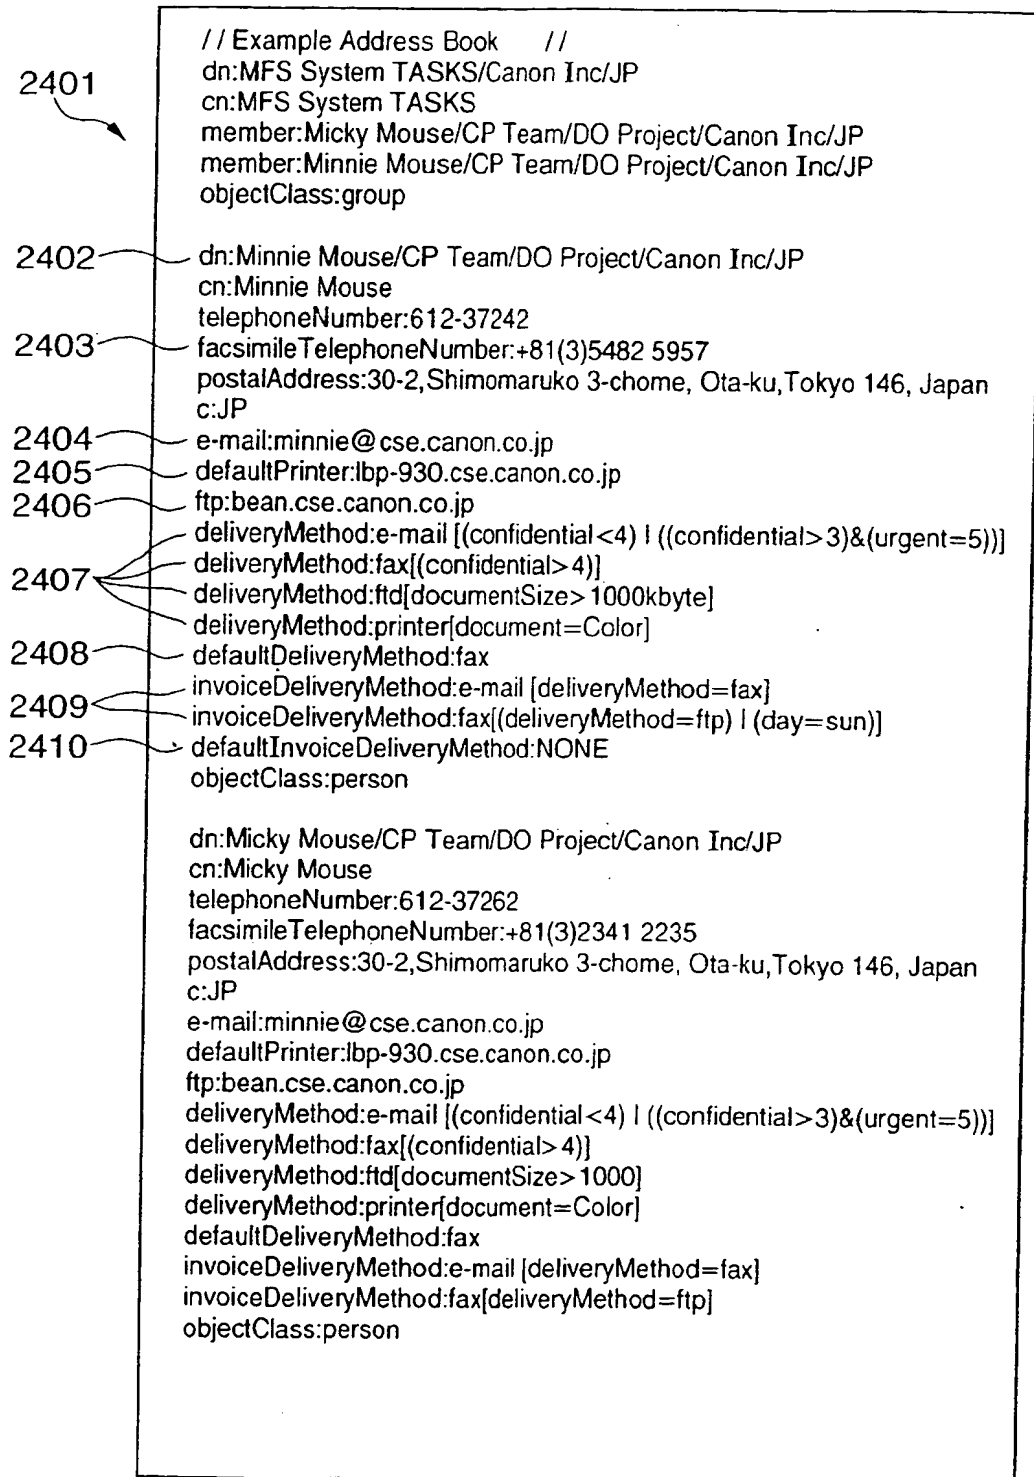 // Example Address Book //
2401
dn:MFS System TASKS/Canon Inc/JP
cn:MFS System TASKS
member:Micky Mouse/CP Team/DO Project/Canon Inc/JP
member:Minnie Mouse/CP Team/DO Project/Canon Inc/JP
objectClass:group
2402 dn:Minnie Mouse/CP Team/DO Project/Canon Inc/JP
cn:Minnie Mouse
telephoneNumber:612-37242
2403 facsimileTelephoneNumber:+81(3)5482 5957
postalAddress:30-2,Shimomaruko 3-chome, Ota-ku,Tokyo 146, Japan
c:JP
2404 e-mail:minnie@cse.canon.co.jp
2405 defaultPrinter:lbp-930.cse.canon.co.jp
2406 ftp:bean.cse.canon.co.jp
deliveryMethod:e-mail [(confidential<4) | ((confidential>3)&(urgent=5))]
deliveryMethod:fax[(confidential>4)]
2407 deliveryMethod:ftd[documentSize>1000kbyte]
deliveryMethod:printer[document=Color]
2408 defaultDeliveryMethod:fax
invoiceDeliveryMethod:e-mail [deliveryMethod=fax]
2409 invoiceDeliveryMethod:fax[(deliveryMethod=ftp) | (day=sun)]
2410 defaultInvoiceDeliveryMethod:NONE
objectClass:person
dn:Micky Mouse/CP Team/DO Project/Canon Inc/JP
cn:Micky Mouse
telephoneNumber:612-37262
facsimileTelephoneNumber:+81(3)2341 2235
postalAddress:30-2,Shimomaruko 3-chome, Ota-ku,Tokyo 146, Japan
c:JP
e-mail:minnie@cse.canon.co.jp
defaultPrinter:lbp-930.cse.canon.co.jp
ftp:bean.cse.canon.co.jp
deliveryMethod:e-mail [(confidential<4) | ((confidential>3)&(urgent=5))]
deliveryMethod:fax[(confidential>4)]
deliveryMethod:ftd[documentSize>1000]
deliveryMethod:printer[document=Color]
defaultDeliveryMethod:fax
invoiceDeliveryMethod:e-mail [deliveryMethod=fax]
invoiceDeliveryMethod:fax[deliveryMethod=ftp]
objectClass:person